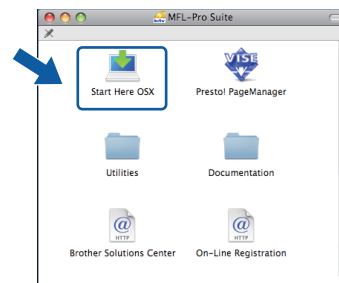 MFL-Pro Suite
VISE
Start Here OSX
Presto! PageManager
Utilities
Documentation
@
HTTP
@
HTTP
Brother Solutions Center
On-Line Registration